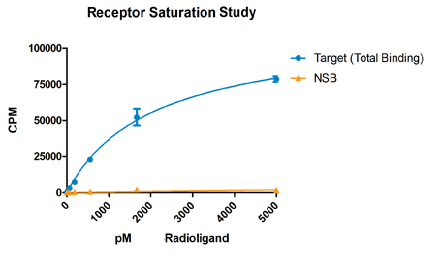 Receptor Saturation Study
100000
75000
50000
25000
0
CPM
0
1000
2000
3000
4000
5000
pM Radioligand
Target (Total Binding)
NSB